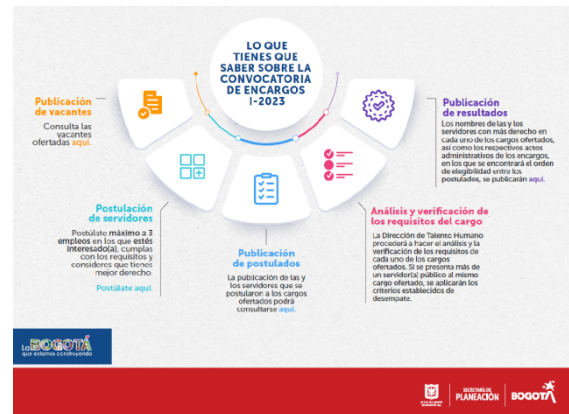 LO QUE
TIENES QUE
SABER SOBRE LA
CONVOCATORIA
DE ENCARGOS
I-2023
Publicación
de vacantes
Consulta las
vacantes
ofertadas aquí.
Postulación
de servidores
Postúlate máximo a 3
empleos en los que estés
interesado(a), cumplas
con los requisitos y
consideres que tienes
mejor derecho.
Postúlate aquí.
Publicación
de postulados
La publicación de las y
los servidores que se
postularon a los cargos
ofertados podrá
consultarse aquí.
Análisis y verificación de
los requisitos del cargo
La Dirección de Talento Humano
procederá a hacer el análisis y la
verificación de los requisitos de
cada uno de los cargos
ofertados. Si se presenta más de
un servidor(a) público al mismo
cargo ofertado, se aplicarán los
criterios establecidos de
desempate.
Publicación
de resultados
Los nombres de las y los
servidores con más derecho en
cada uno de los cargos ofertados,
así como los respectivos actos
administrativos de los encargos,
en los que se encontrará el orden
de elegibilidad entre los
postulados, se publicarán aquí.
La BOGOTÁ
que estamos construyendo
SECRETARÍA DE
PLANEACIÓN
BOGOTÁ